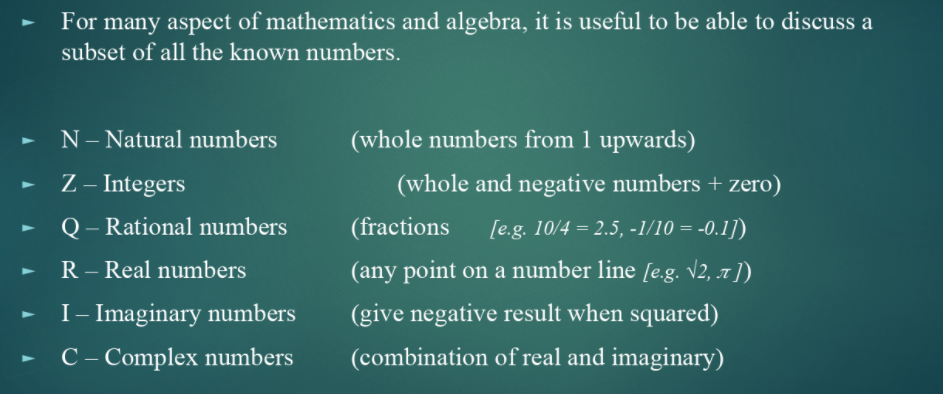 ► For many aspect of mathematics and algebra, it is useful to be able to discuss a
subset of all the known numbers.
► N – Natural numbers (whole numbers from 1 upwards)
► Z – Integers (whole and negative numbers + zero)
► Q – Rational numbers (fractions [e.g. 10/4 = 2.5, -1/10 = -0.1])
► R – Real numbers (any point on a number line [e.g. √2, π ])
► I – Imaginary numbers (give negative result when squared)
► C – Complex numbers (combination of real and imaginary)